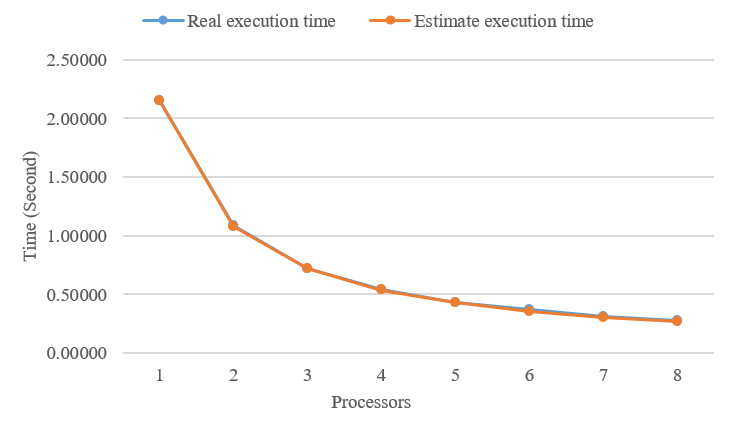 Real execution time Estimate execution time
2.50000
2.00000
1.50000
1.00000
0.50000
0.00000
Time (Second)
1 2 3 4 5 6 7 8
Processors